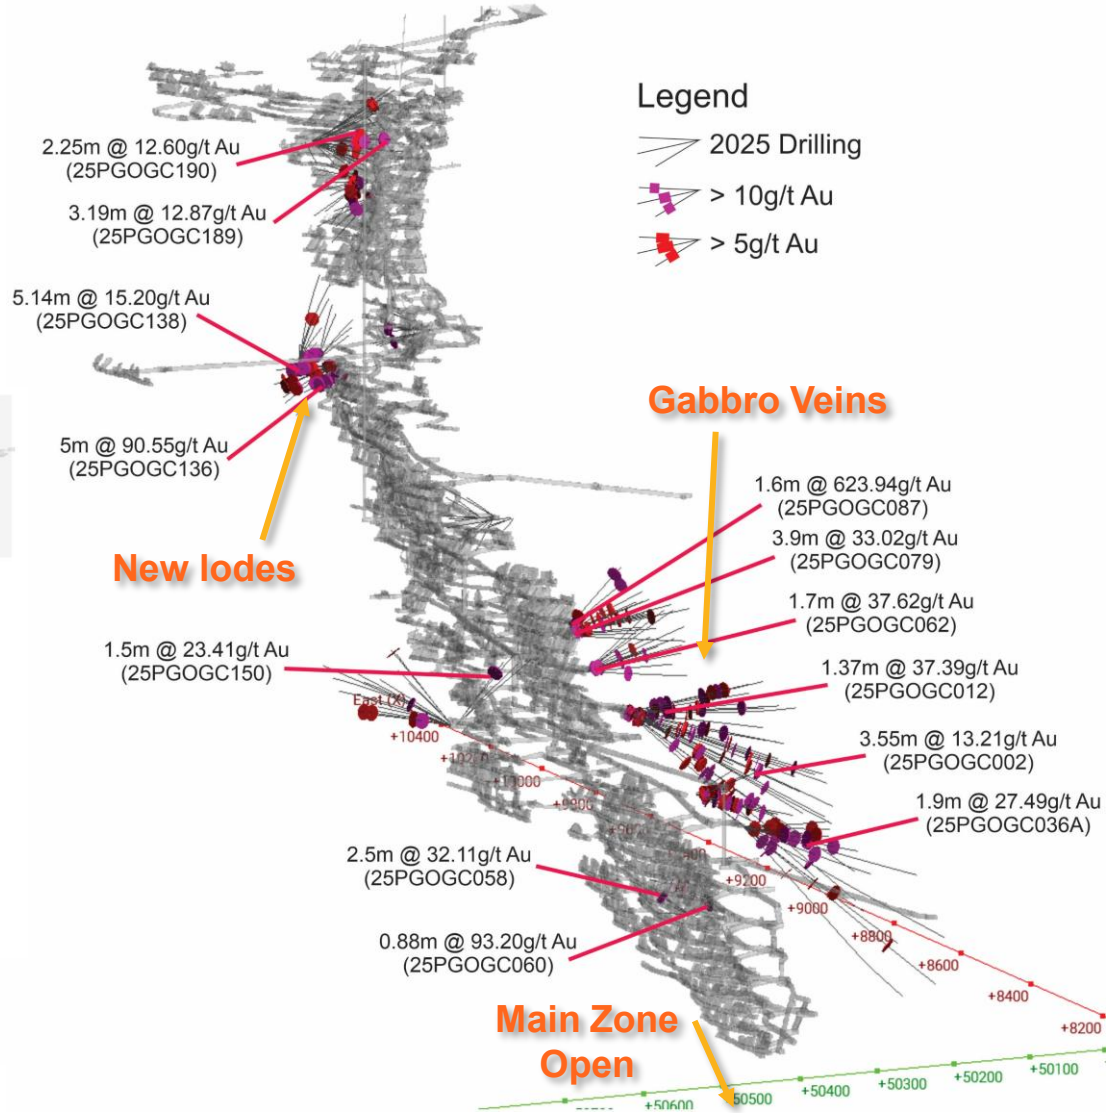 Legend
2025 Drilling
> 10g/t Au
> 5g/t Au
2.25m @ 12.60g/t Au
(25PGOGC190)
3.19m @ 12.87g/t Au
(25PGOGC189)
5.14m @ 15.20g/t Au
(25PGOGC138)
5m @ 90.55g/t Au
(25PGOGC136)
New lodes
Gabbro Veins
1.6m @ 623.94g/t Au
(25PGOGC087)
3.9m @ 33.02g/t Au
(25PGOGC079)
1.7m @ 37.62g/t Au
(25PGOGC062)
1.37m @ 37.39g/t Au
(25PGOGC012)
3.55m @ 13.21g/t Au
(25PGOGC002)
1.9m @ 27.49g/t Au
(25PGOGC036A)
1.5m @ 23.41g/t Au
(25PGOGC150)
2.5m @ 32.11g/t Au
(25PGOGC058)
0.88m @ 93.20g/t Au
(25PGOGC060)
Main Zone
Open
East (X)
+10400
+10000
+9200
+9000
+8800
+8600
+8400
+8200
+50600
+50500
+50400
+50300
+50200
+50100